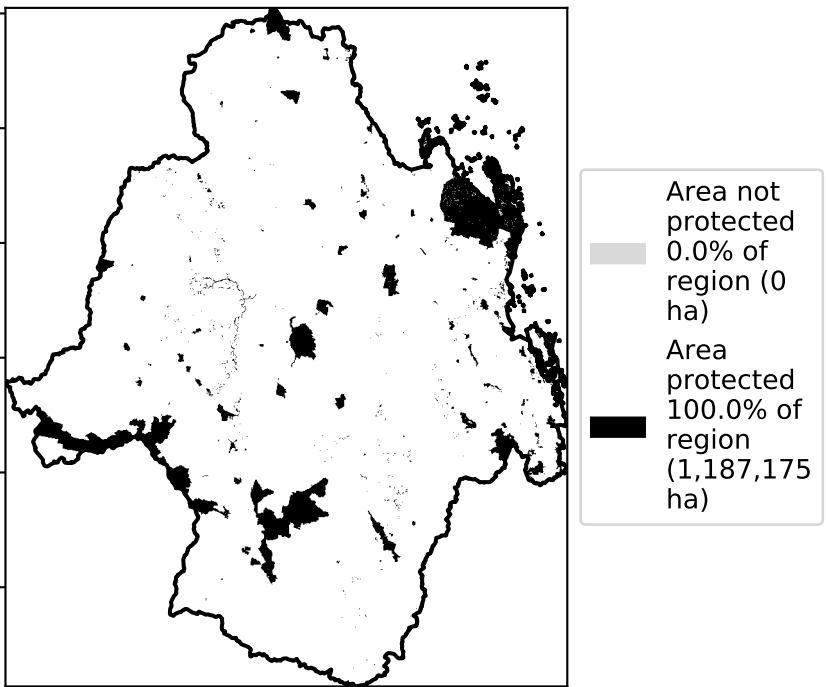 Area not
protected
0.0% of
region (0
ha)
Area
protected
100.0% of
region
(1,187,175
ha)